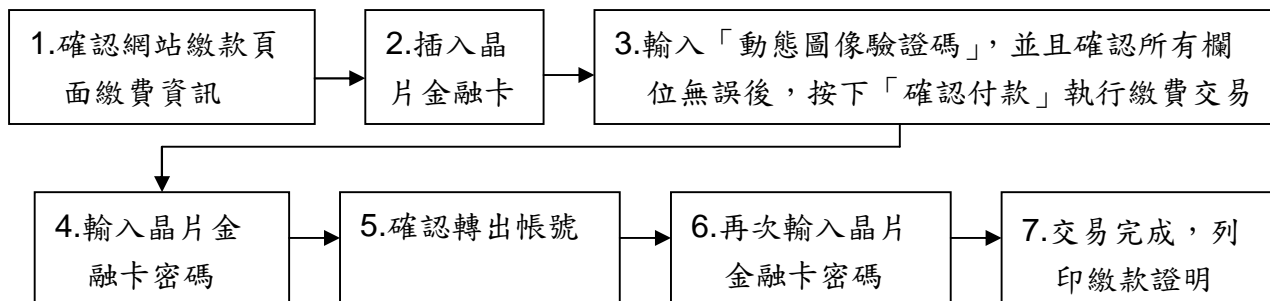 1.確認網站繳款頁
面繳費資訊
2.插入晶
片金融卡
3.輸入「動態圖像驗證碼」,並且確認所有欄
位無誤後,按下「確認付款」執行繳費交易
4.輸入晶片金
融卡密碼
5.確認轉出帳號
6.再次輸入晶片
金融卡密碼
7.交易完成,列
印繳款證明